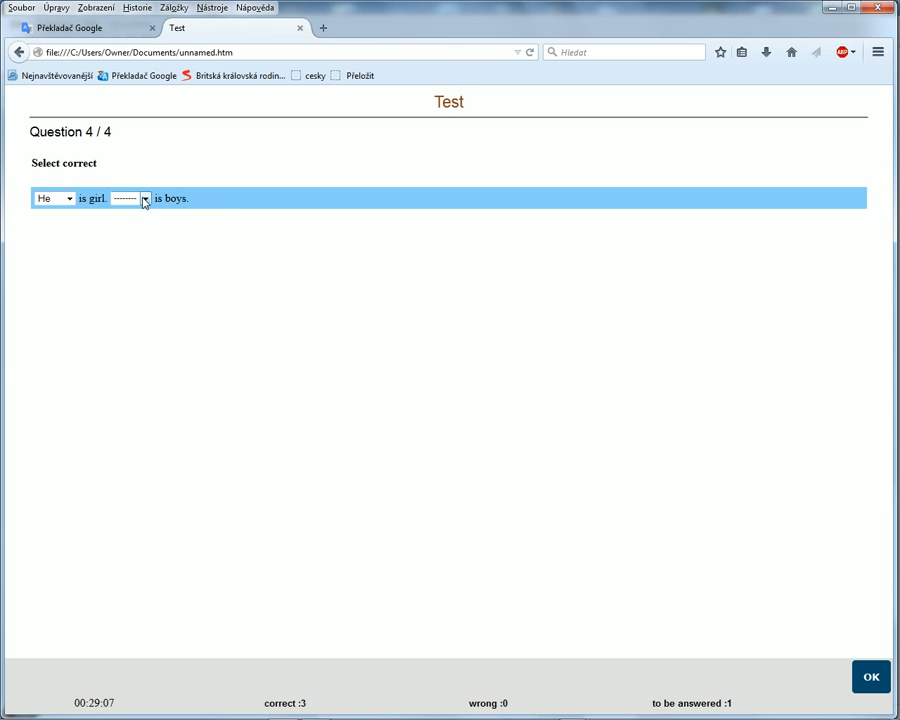 Soubor Úpravy Zobrazení Historie Záložky Nástroje Nápověda
Překladač Google Test
file:///C:/Users/Owner/Documents/unnamed.htm Hledat ABP
Nejnavštěvovanější Překladač Google Britská královská rodin... cesky Přeložit
Test
Question 4 / 4
Select correct
He is girl. -------- is boys.
OK
00:29:07 correct :3 wrong :0 to be answered :1